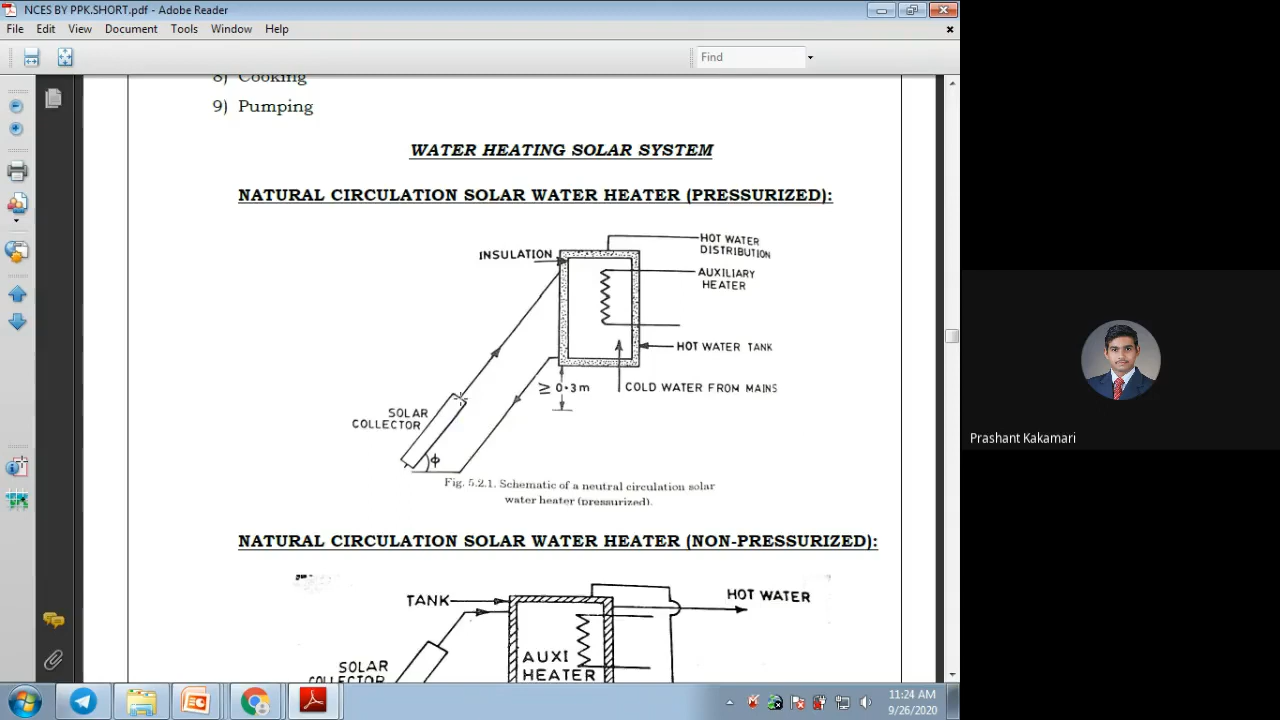 NCES BY PPK.SHORT.pdf - Adobe Reader
File Edit View Document Tools Window Help
Find
8) Cooking
9) Pumping
WATER HEATING SOLAR SYSTEM
NATURAL CIRCULATION SOLAR WATER HEATER (PRESSURIZED):
INSULATION
HOT WATER
DISTRIBUTION
AUXILIARY
HEATER
HOT WATER TANK
≥ 0.3m
COLD WATER FROM MAINS
SOLAR
COLLECTOR
Φ
Fig. 5.2.1. Schematic of a neutral circulation solar
water heater (pressurized).
NATURAL CIRCULATION SOLAR WATER HEATER (NON-PRESSURIZED):
TANK
HOT WATER
AUXI
HEATER
SOLAR
COLLECTOR
Prashant Kakamari
11:24 AM
9/26/2020